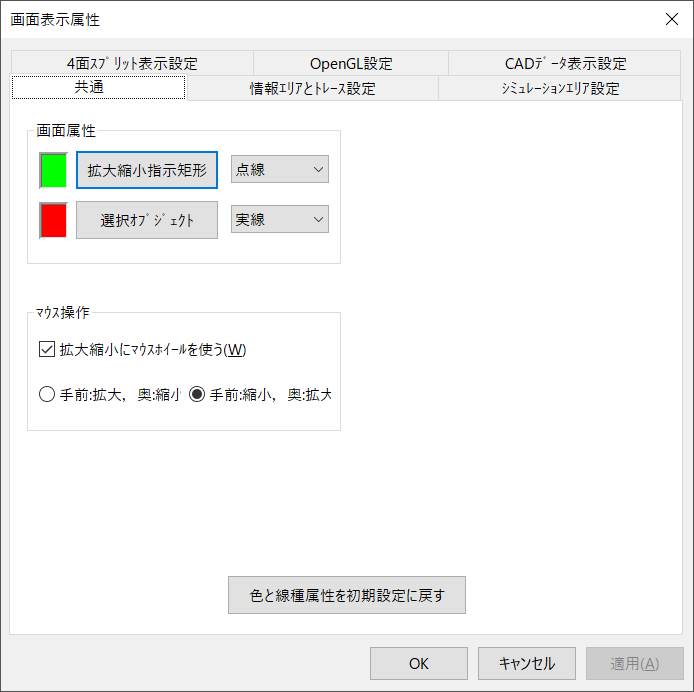 画面表示属性
4面ｽﾌﾟﾘｯﾄ表示設定
OpenGL設定
CADﾃﾞｰﾀ表示設定
共通
情報ｴﾘｱとﾄﾚｰｽ設定
ｼﾐｭﾚｰｼｮﾝｴﾘｱ設定
画面属性
拡大縮小指示矩形
点線
選択ｵﾌﾞｼﾞｪｸﾄ
実線
ﾏｳｽ操作
拡大縮小にﾏｳｽﾎｲｰﾙを使う(W)
手前:拡大，奥:縮小
手前:縮小，奥:拡大
色と線種属性を初期設定に戻す
OK
ｷｬﾝｾﾙ
適用(A)